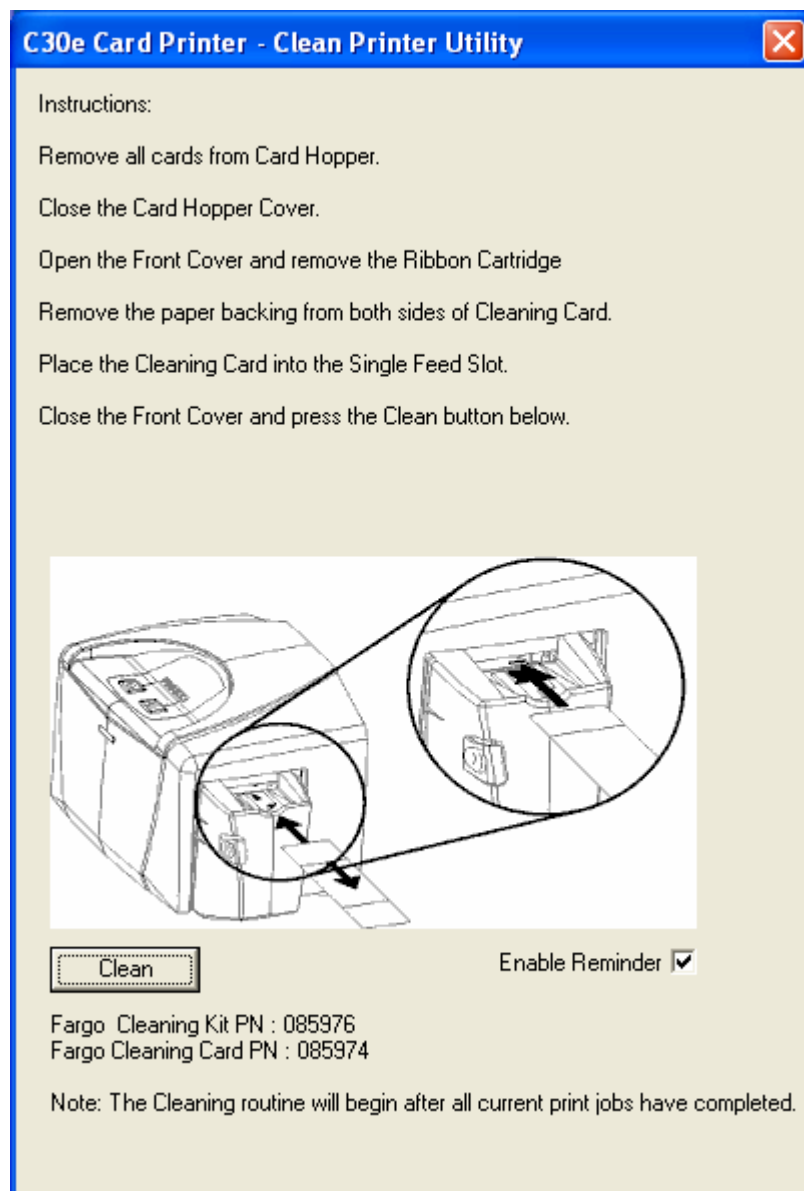 C30e Card Printer - Clean Printer Utility
Instructions:
Remove all cards from Card Hopper.
Close the Card Hopper Cover.
Open the Front Cover and remove the Ribbon Cartridge
Remove the paper backing from both sides of Cleaning Card.
Place the Cleaning Card into the Single Feed Slot.
Close the Front Cover and press the Clean button below.
Clean
Enable Reminder
Fargo Cleaning Kit PN : 085976
Fargo Cleaning Card PN : 085974
Note: The Cleaning routine will begin after all current print jobs have completed.